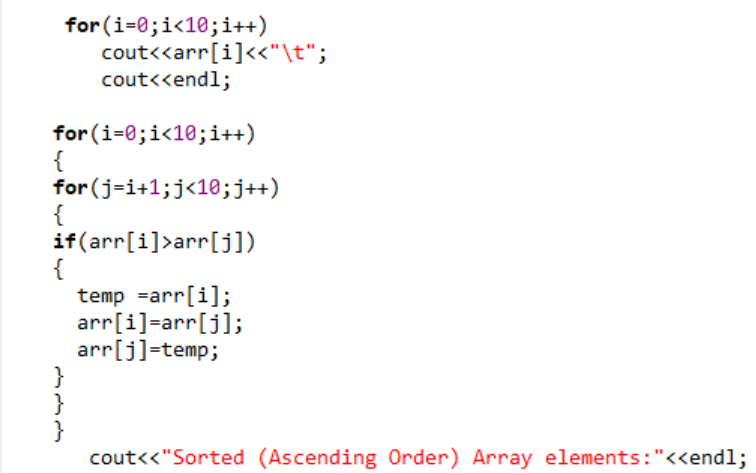 for(i=0;i<10;i++)
cout<<arr[i]<<"\t";
cout<<endl;
for(i=0;i<10;i++)
{
for(j=i+1;j<10;j++)
{
if(arr[i]>arr[j])
{
temp =arr[i];
arr[i]=arr[j];
arr[j]=temp;
}
}
}
cout<<"Sorted (Ascending Order) Array elements:"<<endl;